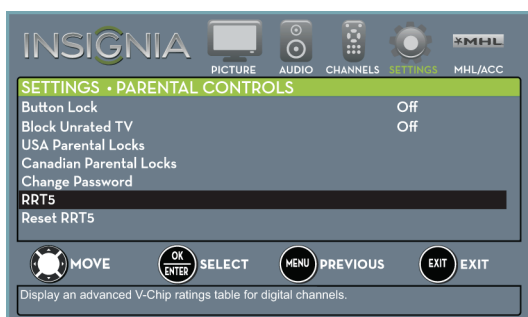 INSIGNIA
PICTURE AUDIO CHANNELS SETTINGS MHL/ACC
MHL
SETTINGS • PARENTAL CONTROLS
Button Lock Off
Block Unrated TV Off
USA Parental Locks
Canadian Parental Locks
Change Password
RRT5
Reset RRT5
MOVE OK ENTER SELECT MENU PREVIOUS EXIT EXIT
Display an advanced V-Chip ratings table for digital channels.